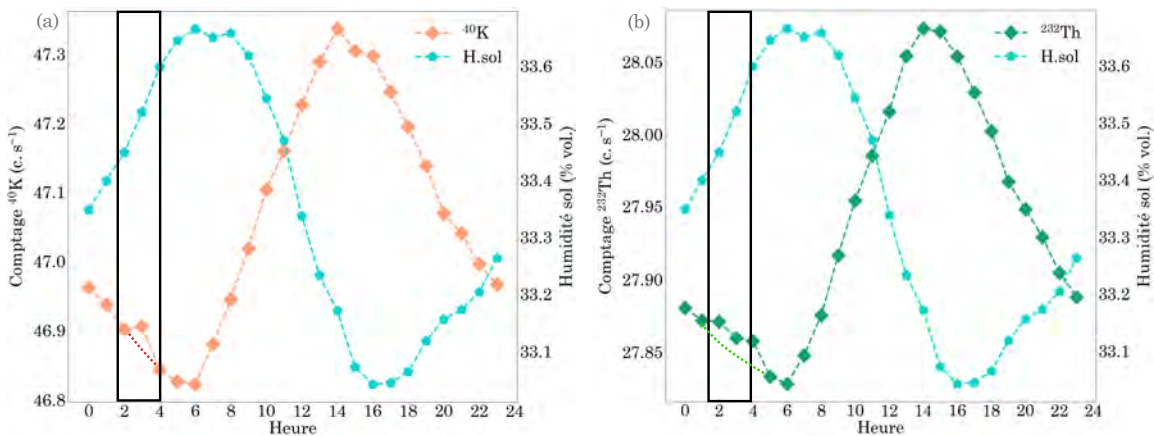 (a)
⁴⁰K
H.sol
Comptage ⁴⁰K (c. s⁻¹)
47.3
47.2
47.1
47.0
46.9
46.8
33.6
33.5
33.4
33.3
33.2
33.1
Humidité sol (% vol.)
0 2 4 6 8 10 12 14 16 18 20 22 24
Heure
(b)
²³²Th
H.sol
Comptage ²³²Th (c. s⁻¹)
28.05
28.00
27.95
27.90
27.85
33.6
33.5
33.4
33.3
33.2
33.1
Humidité sol (% vol.)
0 2 4 6 8 10 12 14 16 18 20 22 24
Heure